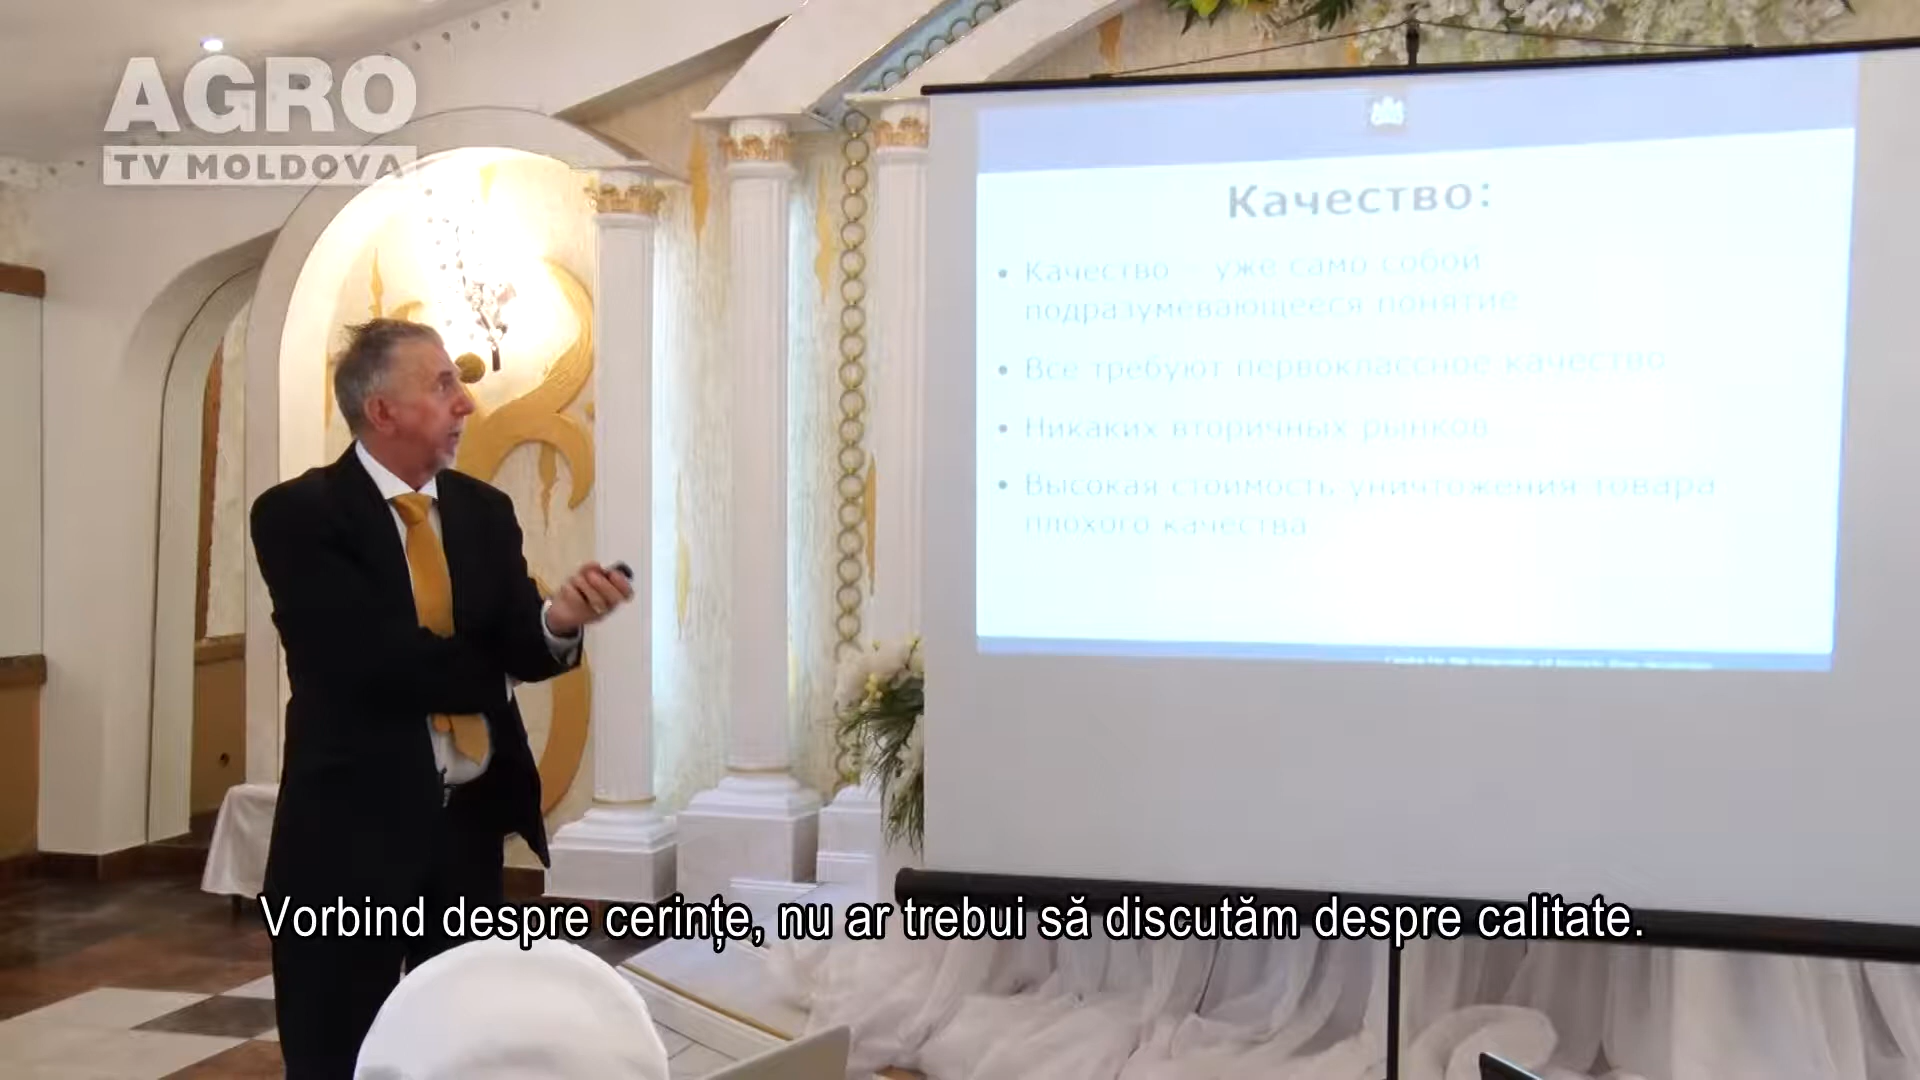 AGRO
TV MOLDOVA
Качество:
• Качество – уже само собой
подразумевающееся понятие
• Все требуют первоклассное качество
• Никаких вторичных рынков
• Высокая стоимость уничтожения товара
плохого качества
Vorbind despre cerințe, nu ar trebui să discutăm despre calitate.